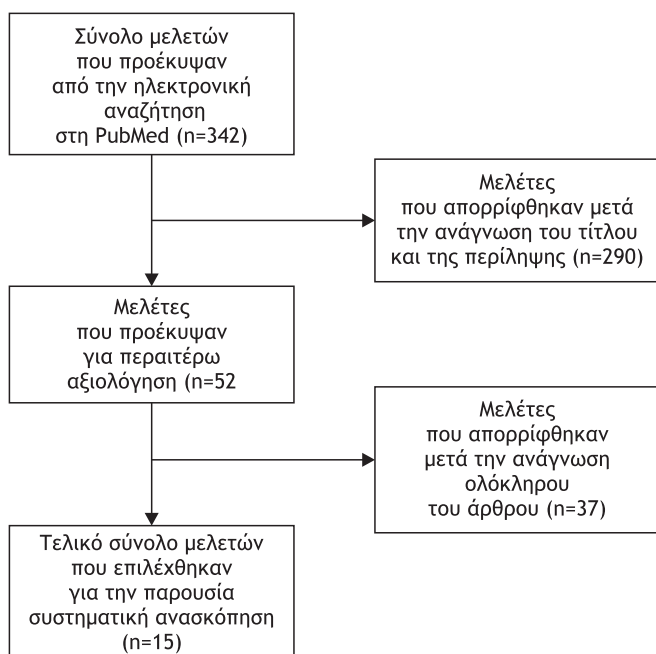 Σύνολο μελετών
που προέκυψαν
από την ηλεκτρονική
αναζήτηση
στη PubMed (n=342)
Μελέτες
που απορρίφθηκαν μετά
την ανάγνωση του τίτλου
και της περίληψης (n=290)
Μελέτες
που προέκυψαν
για περαιτέρω
αξιολόγηση (n=52
Μελέτες
που απορρίφθηκαν
μετά την ανάγνωση
ολόκληρου
του άρθρου (n=37)
Τελικό σύνολο μελετών
που επιλέχθηκαν
για την παρουσία
συστηματική ανασκόπηση
(n=15)